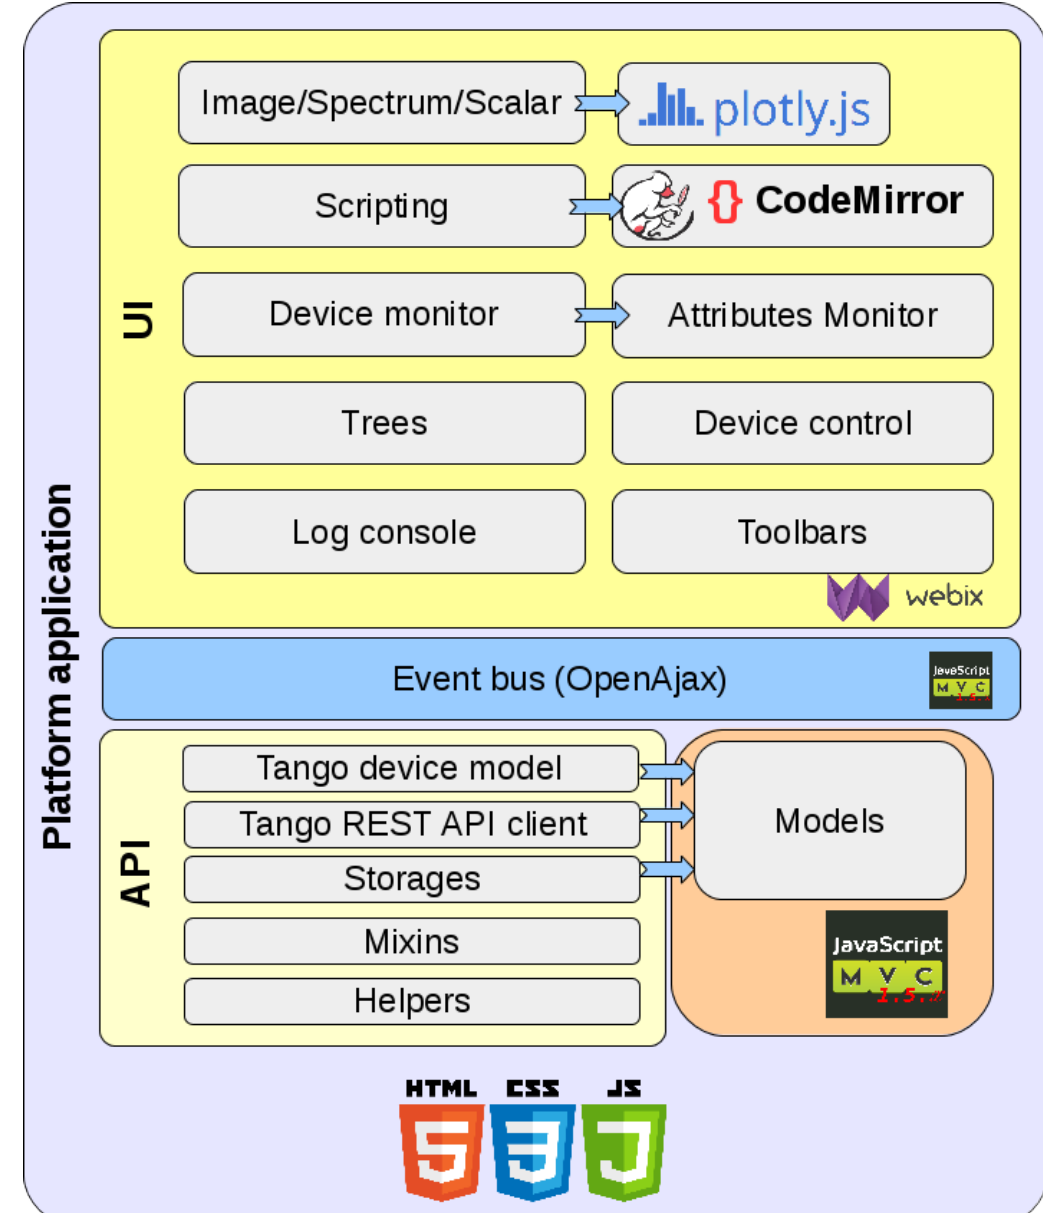 Platform application
UI
Image/Spectrum/Scalar
plotly.js
Scripting
{} CodeMirror
Device monitor
Attributes Monitor
Trees
Device control
Log console
Toolbars
webix
Event bus (OpenAjax)
JavaScript
M V C
1.5.x
API
Tango device model
Tango REST API client
Storages
Mixins
Helpers
Models
JavaScript
M V C
1.5.x
HTML CSS JS
5 3